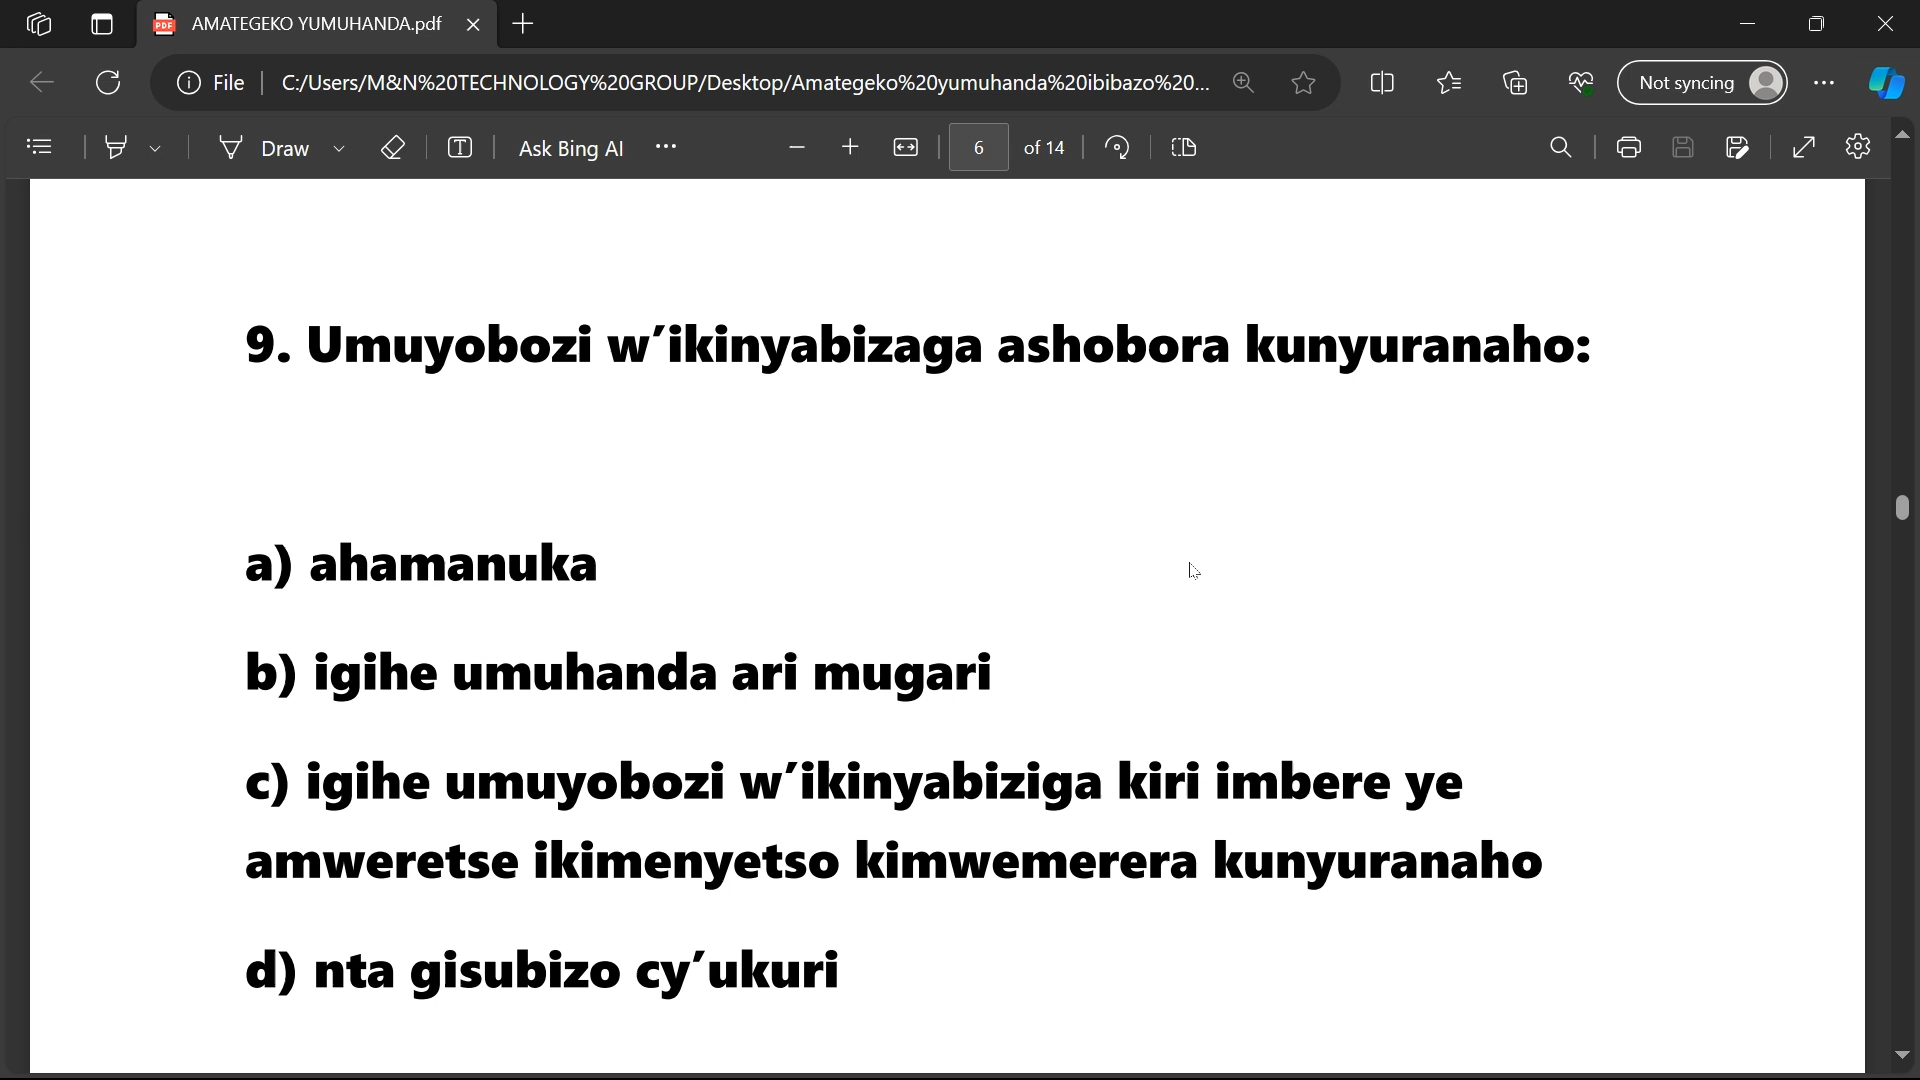 AMATEGEKO YUMUHANDA.pdf
File C:/Users/M&N%20TECHNOLOGY%20GROUP/Desktop/Amategeko%20yumuhanda%20ibibazo%20... Not syncing
Draw Ask Bing AI 6 of 14
9. Umuyobozi w’ikinyabizaga ashobora kunyuranaho:
a) ahamanuka
b) igihe umuhanda ari mugari
c) igihe umuyobozi w’ikinyabiziga kiri imbere ye
amweretse ikimenyetso kimwemerera kunyuranaho
d) nta gisubizo cy’ukuri